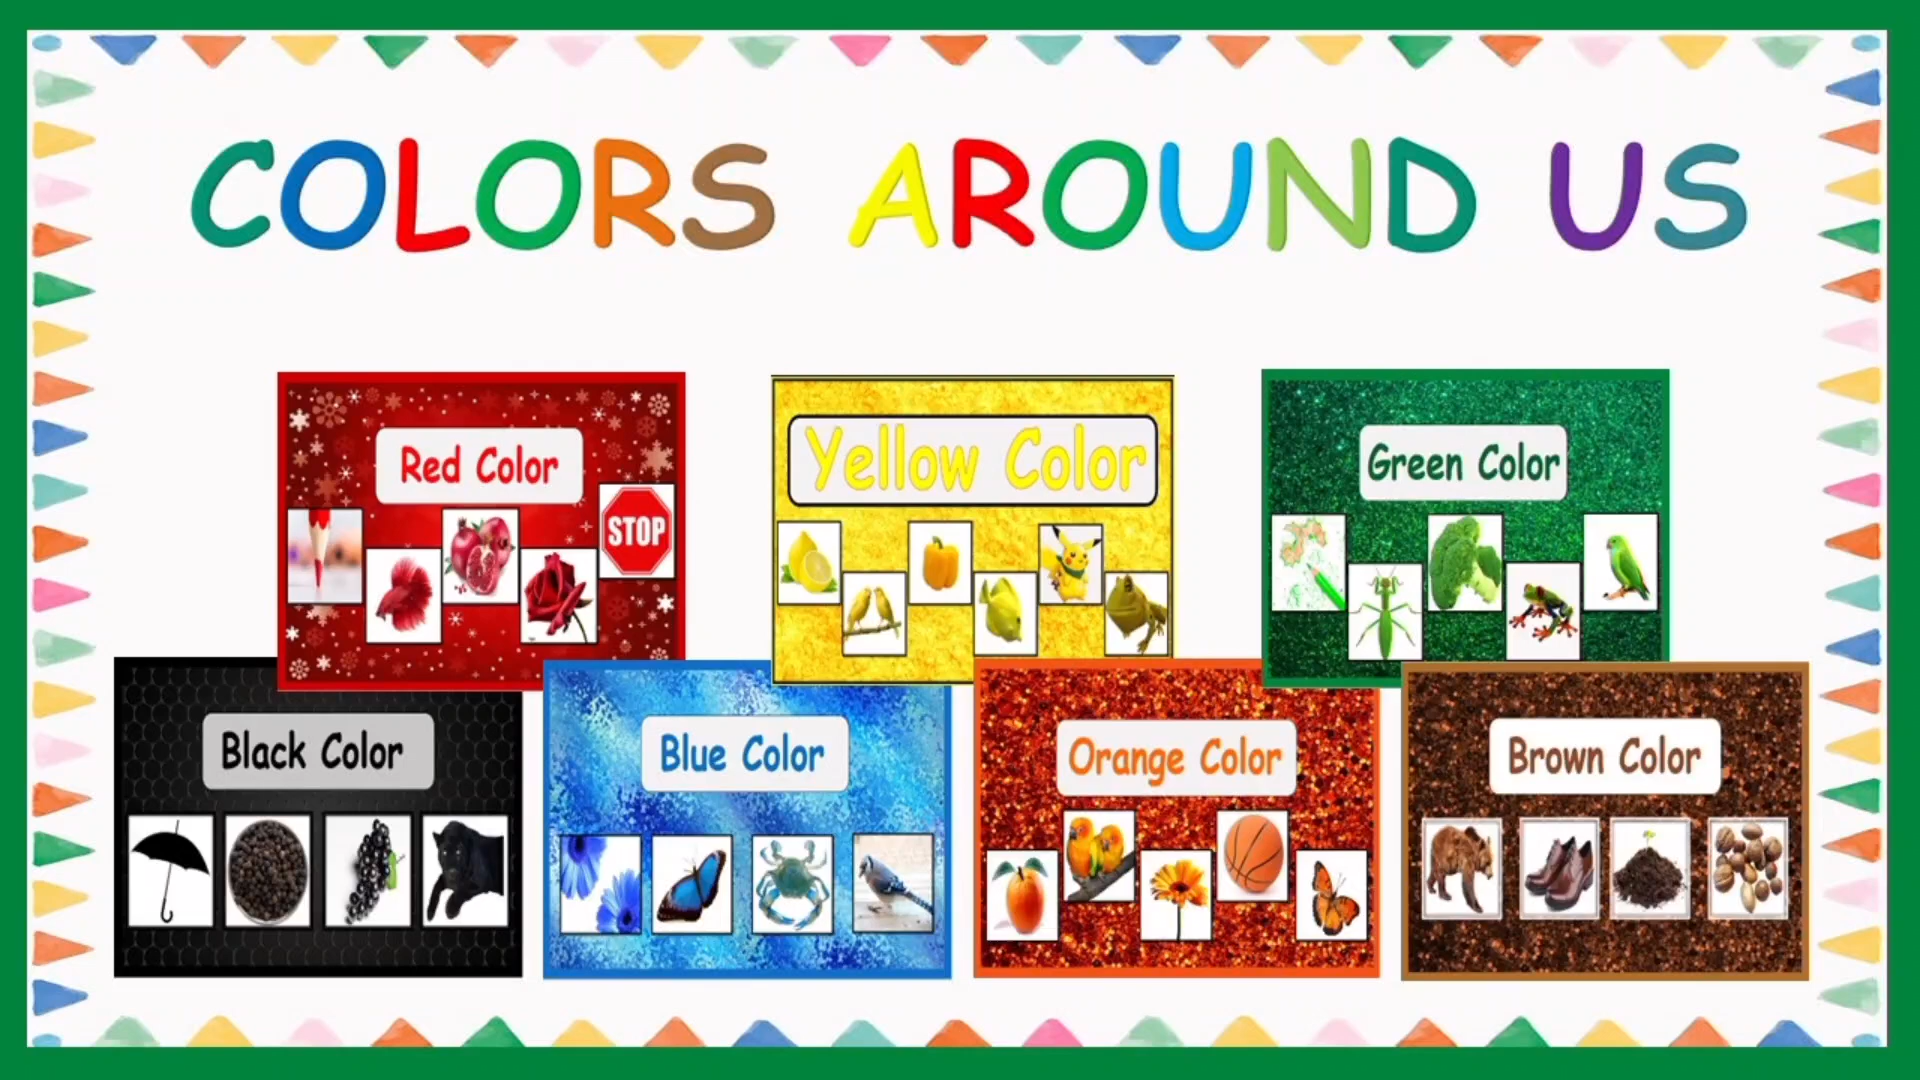 COLORS AROUND US
Red Color
STOP
Yellow Color
Green Color
Black Color
Blue Color
Orange Color
Brown Color